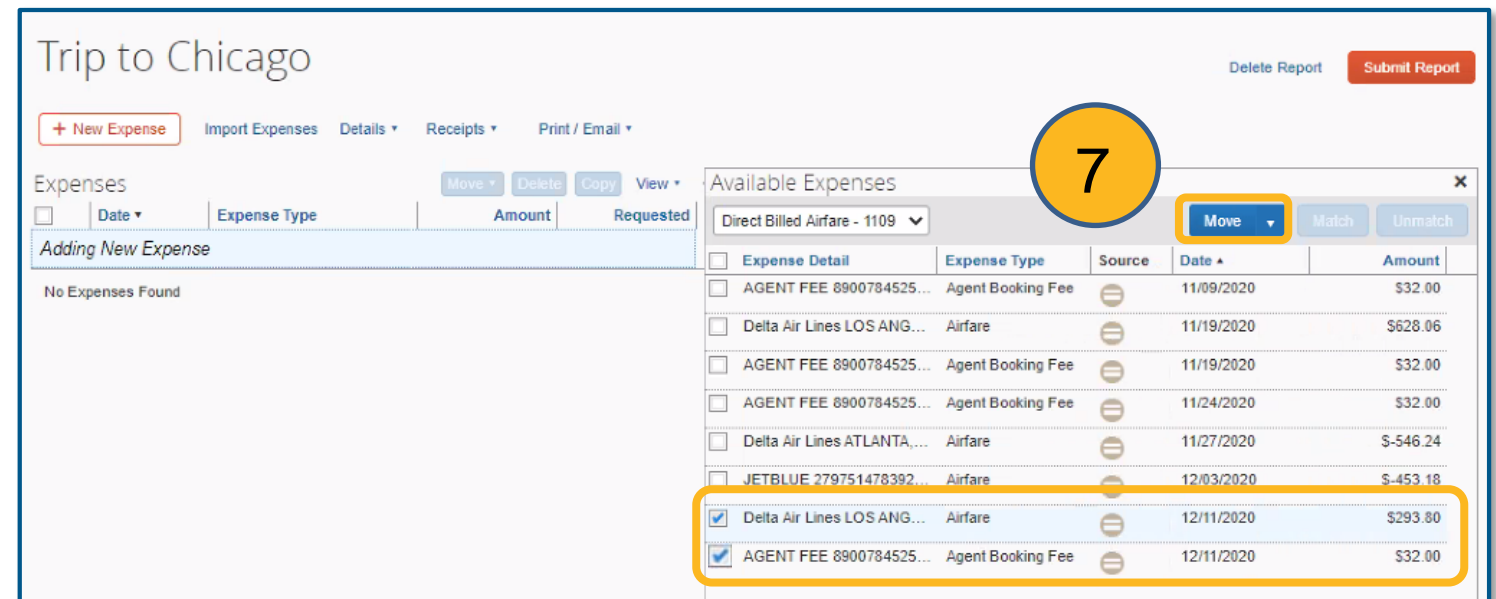 Trip to Chicago
Delete Report Submit Report
+ New Expense Import Expenses Details Receipts Print / Email
7
Expenses Move Delete Copy View
Date Expense Type Amount Requested
Adding New Expense
No Expenses Found
Available Expenses ×
Direct Billed Airfare - 1109 Move Match Unmatch
Expense Detail Expense Type Source Date Amount
AGENT FEE 8900784525... Agent Booking Fee 11/09/2020 $32.00
Delta Air Lines LOS ANG... Airfare 11/19/2020 $628.06
AGENT FEE 8900784525... Agent Booking Fee 11/19/2020 $32.00
AGENT FEE 8900784525... Agent Booking Fee 11/24/2020 $32.00
Delta Air Lines ATLANTA,... Airfare 11/27/2020 $-546.24
JETBLUE 279751478392... Airfare 12/03/2020 $-453.18
Delta Air Lines LOS ANG... Airfare 12/11/2020 $293.80
AGENT FEE 8900784525... Agent Booking Fee 12/11/2020 $32.00